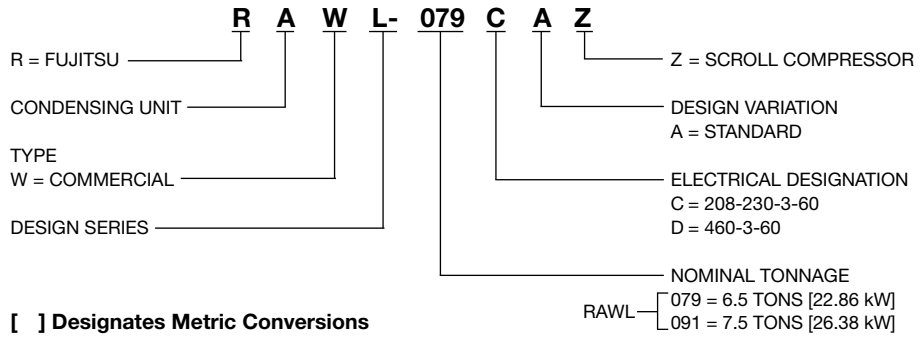 R A W L- 079 C A Z
R = FUJITSU
CONDENSING UNIT
TYPE
W = COMMERCIAL
DESIGN SERIES
Z = SCROLL COMPRESSOR
DESIGN VARIATION
A = STANDARD
ELECTRICAL DESIGNATION
C = 208-230-3-60
D = 460-3-60
NOMINAL TONNAGE
RAWL
079 = 6.5 TONS [22.86 kW]
091 = 7.5 TONS [26.38 kW]
[ ] Designates Metric Conversions